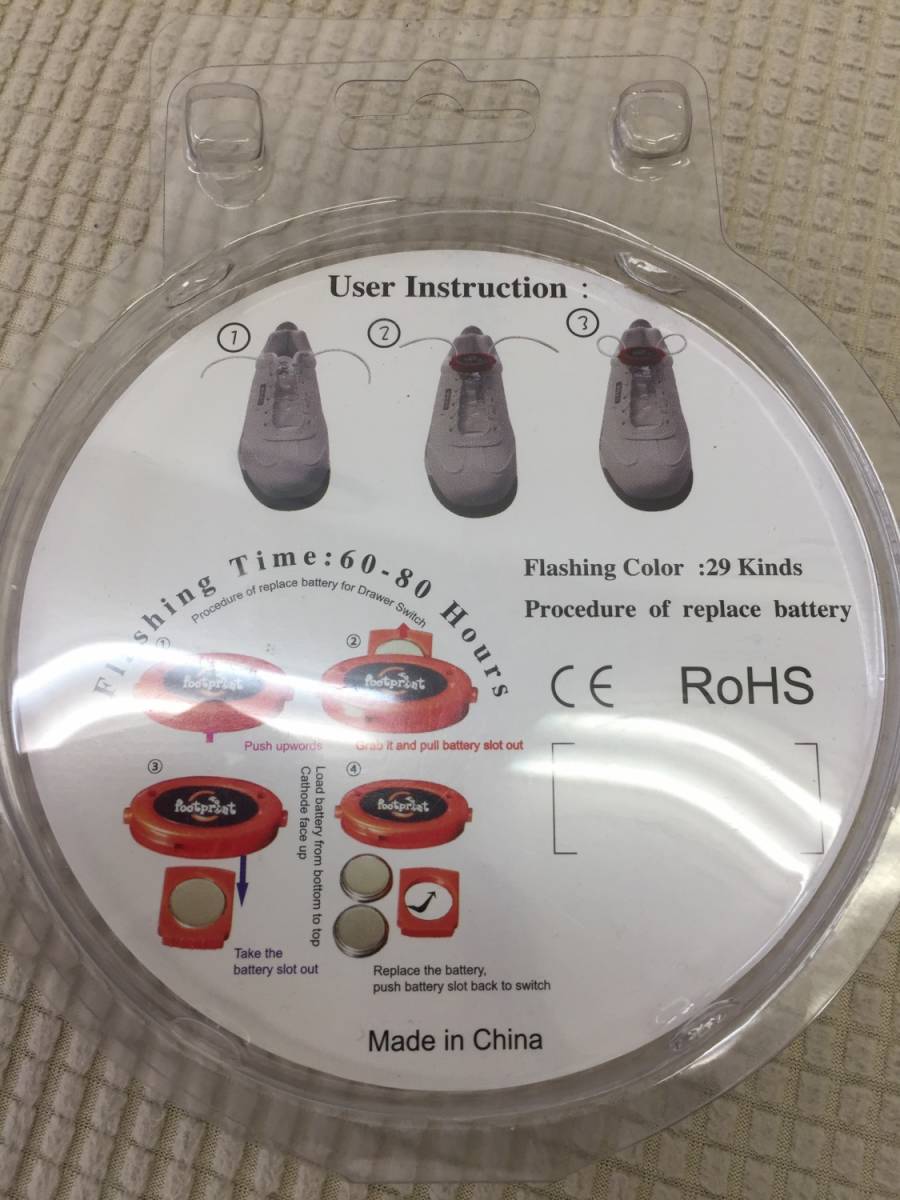 User Instruction :
1
2
3
Flashing Time:60-80 Hours
Procedure of replace battery for Drawer Switch
Flashing Color :29 Kinds
Procedure of replace battery
CE RoHS
①
footprint
Push upwords
②
footprint
Grab it and pull battery slot out
③
footprint
Take the
battery slot out
Load battery from bottom to top
Cathode face up
④
footprint
Replace the battery,
push battery slot back to switch
Made in China